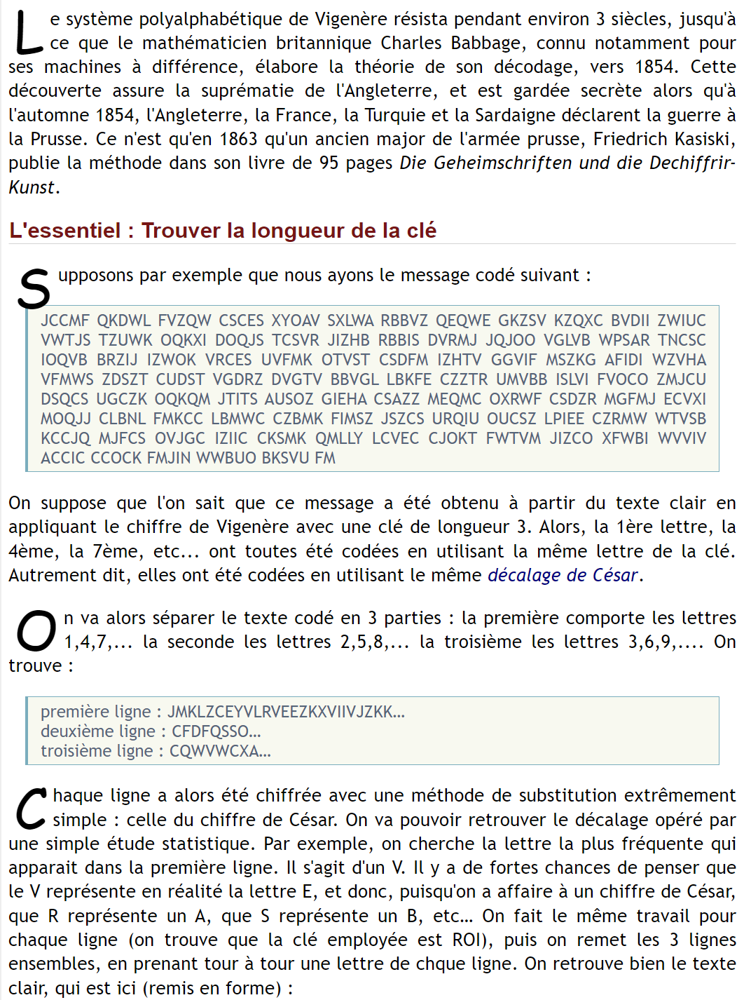 Le système polyalphabétique de Vigenère résista pendant environ 3 siècles, jusqu'à
ce que le mathématicien britannique Charles Babbage, connu notamment pour
ses machines à différence, élabore la théorie de son décodage, vers 1854. Cette
découverte assure la suprématie de l'Angleterre, et est gardée secrète alors qu'à
l'automne 1854, l'Angleterre, la France, la Turquie et la Sardaigne déclarent la guerre à
la Prusse. Ce n'est qu'en 1863 qu'un ancien major de l'armée prusse, Friedrich Kasiski,
publie la méthode dans son livre de 95 pages Die Geheimschriften und die Dechiffrir-
Kunst.
L'essentiel : Trouver la longueur de la clé
Supposons par exemple que nous ayons le message codé suivant :
JCCMF QKDWL FVZQW CSCES XYOAV SXLWA RBBVZ QEQWE GKZSV KZQXC BVDII ZWIUC
VWTJS TZUWK OQKXI DOQJS TCSVR JIZHB RBBIS DVRMJ JQJOO VGLVB WPSAR TNCSC
IOQVB BRZIJ IZWOK VRCES UVFMK OTVST CSDFM IZHTV GGVIF MSZKG AFIDI WZVHA
VFMWS ZDSZT CUDST VGDRZ DVGTV BBVGL LBKFE CZZTR UMVBB ISLVI FVOCO ZMJCU
DSQCS UGCZK OQKQM JTITS AUSOZ GIEHA CSAZZ MEQMC OXRWF CSDZR MGFMJ ECVXI
MOQJJ CLBNL FMKCC LBMWC CZBMK FIMSZ JSZCS URQIU OUCSZ LPIEE CZRMW WTVSB
KCCJQ MJFCS OVJGC IZIIC CKSMK QMLLY LCVEC CJOKT FWTVM JIZCO XFWBI WVVIV
ACCIC CCOCK FMJIN WWBUO BKSVU FM
On suppose que l'on sait que ce message a été obtenu à partir du texte clair en
appliquant le chiffre de Vigenère avec une clé de longueur 3. Alors, la 1ère lettre, la
4ème, la 7ème, etc... ont toutes été codées en utilisant la même lettre de la clé.
Autrement dit, elles ont été codées en utilisant le même décalage de César.
On va alors séparer le texte codé en 3 parties : la première comporte les lettres
1,4,7,... la seconde les lettres 2,5,8,... la troisième les lettres 3,6,9,.... On
trouve :
première ligne : JMKLZCEYVLRVEEZKXVIIVJZKK...
deuxième ligne : CFDFQSSO...
troisième ligne : CQWVWCXA...
Chaque ligne a alors été chiffrée avec une méthode de substitution extrêmement
simple : celle du chiffre de César. On va pouvoir retrouver le décalage opéré par
une simple étude statistique. Par exemple, on cherche la lettre la plus fréquente qui
apparait dans la première ligne. Il s'agit d'un V. Il y a de fortes chances de penser que
le V représente en réalité la lettre E, et donc, puisqu'on a affaire à un chiffre de César,
que R représente un A, que S représente un B, etc... On fait le même travail pour
chaque ligne (on trouve que la clé employée est ROI), puis on remet les 3 lignes
ensembles, en prenant tour à tour une lettre de chque ligne. On retrouve bien le texte
clair, qui est ici (remis en forme) :